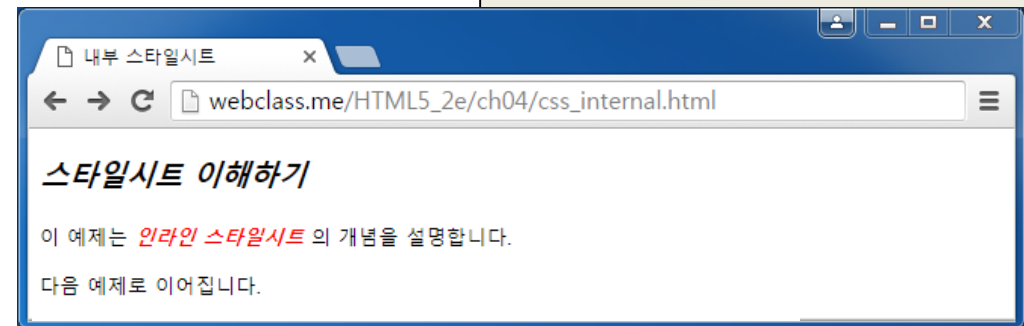 내부 스타일시트
webclass.me/HTML5_2e/ch04/css_internal.html
스타일시트 이해하기
이 예제는 인라인 스타일시트 의 개념을 설명합니다.
다음 예제로 이어집니다.